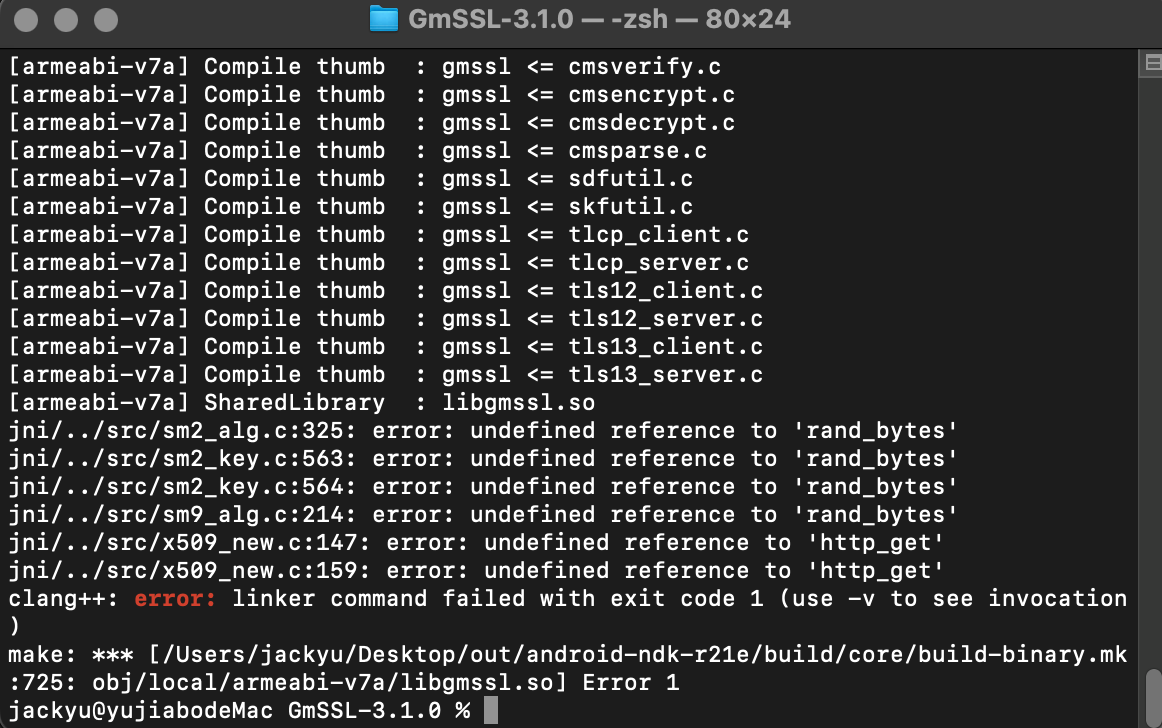 GmSSL-3.1.0 — -zsh — 80×24
[armeabi-v7a] Compile thumb  : gmssl <= cmsverify.c
[armeabi-v7a] Compile thumb  : gmssl <= cmsencrypt.c
[armeabi-v7a] Compile thumb  : gmssl <= cmsdecrypt.c
[armeabi-v7a] Compile thumb  : gmssl <= cmsparse.c
[armeabi-v7a] Compile thumb  : gmssl <= sdfutil.c
[armeabi-v7a] Compile thumb  : gmssl <= skfutil.c
[armeabi-v7a] Compile thumb  : gmssl <= tlcp_client.c
[armeabi-v7a] Compile thumb  : gmssl <= tlcp_server.c
[armeabi-v7a] Compile thumb  : gmssl <= tls12_client.c
[armeabi-v7a] Compile thumb  : gmssl <= tls12_server.c
[armeabi-v7a] Compile thumb  : gmssl <= tls13_client.c
[armeabi-v7a] Compile thumb  : gmssl <= tls13_server.c
[armeabi-v7a] SharedLibrary  : libgmssl.so
jni/../src/sm2_alg.c:325: error: undefined reference to 'rand_bytes'
jni/../src/sm2_key.c:563: error: undefined reference to 'rand_bytes'
jni/../src/sm2_key.c:564: error: undefined reference to 'rand_bytes'
jni/../src/sm9_alg.c:214: error: undefined reference to 'rand_bytes'
jni/../src/x509_new.c:147: error: undefined reference to 'http_get'
jni/../src/x509_new.c:159: error: undefined reference to 'http_get'
clang++: error: linker command failed with exit code 1 (use -v to see invocation
)
make: *** [/Users/jackyu/Desktop/out/android-ndk-r21e/build/core/build-binary.mk
:725: obj/local/armeabi-v7a/libgmssl.so] Error 1
jackyu@yujiabodeMac GmSSL-3.1.0 %